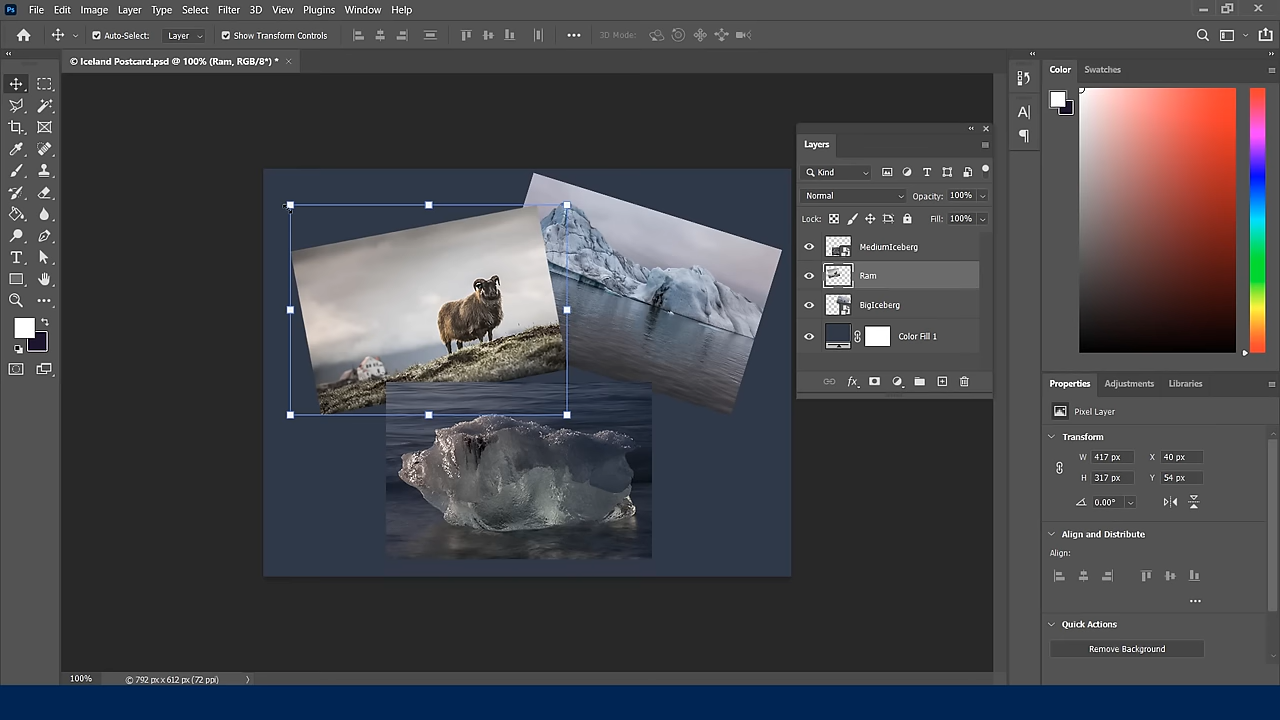 Ps File Edit Image Layer Type Select Filter 3D View Plugins Window Help
Auto-Select: Layer Show Transform Controls 3D Mode:
© Iceland Postcard.psd @ 100% (Ram, RGB/8*) *
Color Swatches
Layers
Kind
Normal Opacity: 100%
Lock: Fill: 100%
MediumIceberg
Ram
BigIceberg
Color Fill 1
Properties Adjustments Libraries
Pixel Layer
Transform
W 417 px X 40 px
H 317 px Y 54 px
0.00°
Align and Distribute
Align:
Quick Actions
Remove Background
100% © 792 px x 612 px (72 ppi)